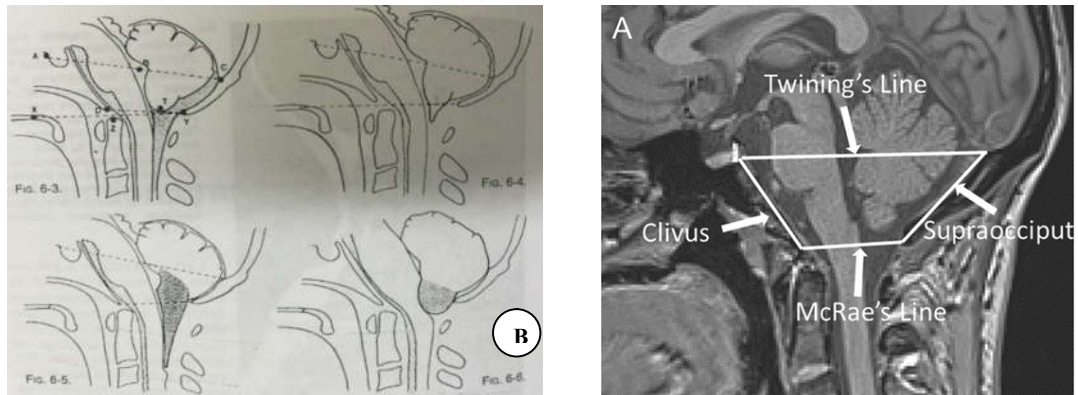 A
B
C
X
O
Z
T
Y
FIG. 6-3.
FIG. 6-4.
FIG. 6-5.
FIG. 6-6.
B
A
Twining's Line
Clivus
Supraocciput
McRae's Line